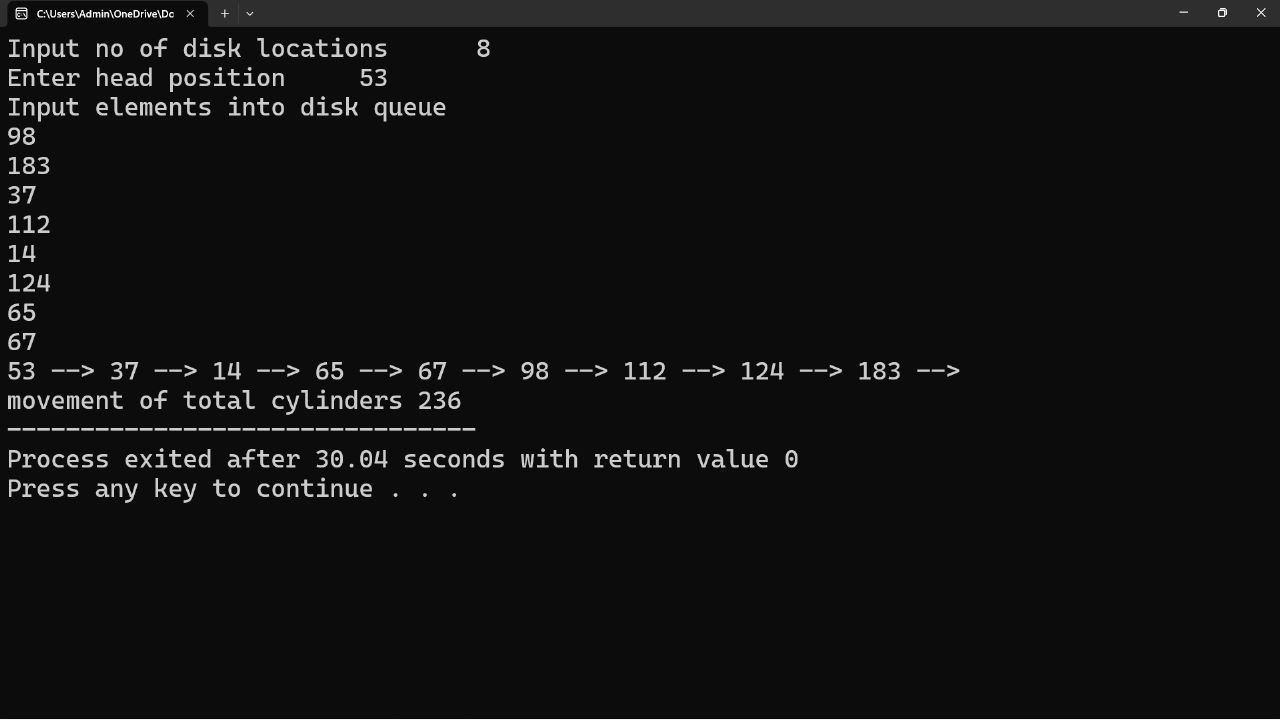 C:\Users\Admin\OneDrive\Dc
Input no of disk locations      8
Enter head position     53
Input elements into disk queue
98
183
37
112
14
124
65
67
53 --> 37 --> 14 --> 65 --> 67 --> 98 --> 112 --> 124 --> 183 -->
movement of total cylinders 236
--------------------------------
Process exited after 30.04 seconds with return value 0
Press any key to continue . . .